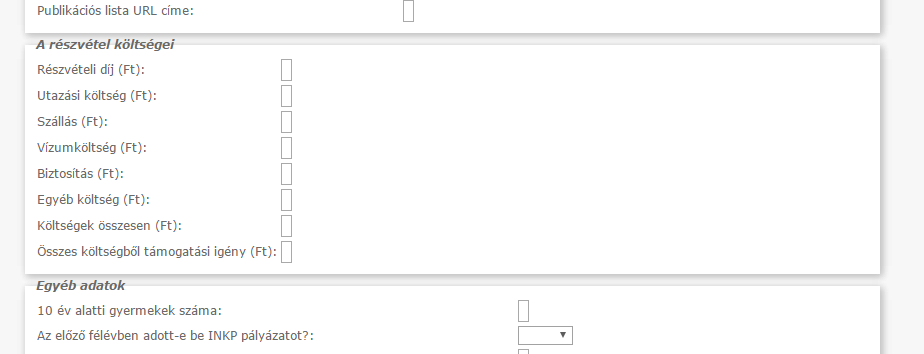 Publikációs lista URL címe:
A részvétel költségei
Részvételi díj (Ft):
Utazási költség (Ft):
Szállás (Ft):
Vízumköltség (Ft):
Biztosítás (Ft):
Egyéb költség (Ft):
Költségek összesen (Ft):
Összes költségből támogatási igény (Ft):
Egyéb adatok
10 év alatti gyermekek száma:
Az előző félévben adott-e be INKP pályázatot?: